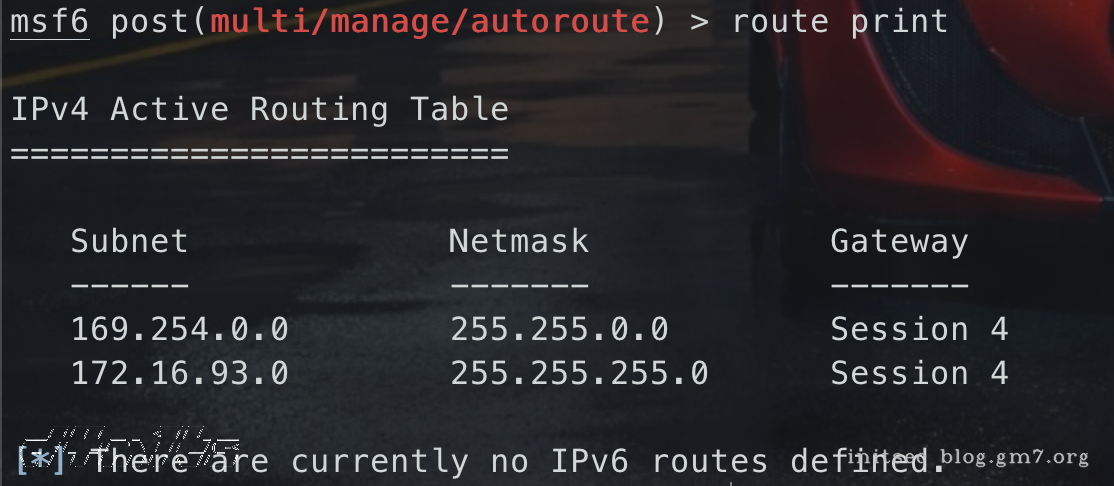 msf6 post(multi/manage/autoroute) > route print
IPv4 Active Routing Table
=========================
Subnet Netmask Gateway
------ ------- -------
169.254.0.0 255.255.0.0 Session 4
172.16.93.0 255.255.255.0 Session 4
[*] There are currently no IPv6 routes defined.
blog.gm7.org